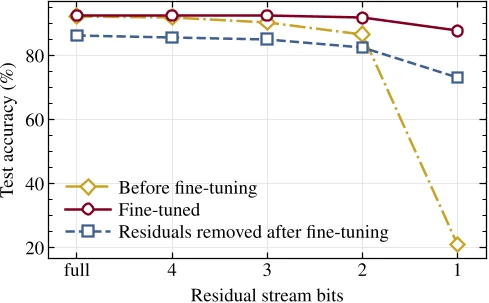 Test accuracy (%)
80
60
40
20
Before fine-tuning
Fine-tuned
Residuals removed after fine-tuning
full 4 3 2 1
Residual stream bits